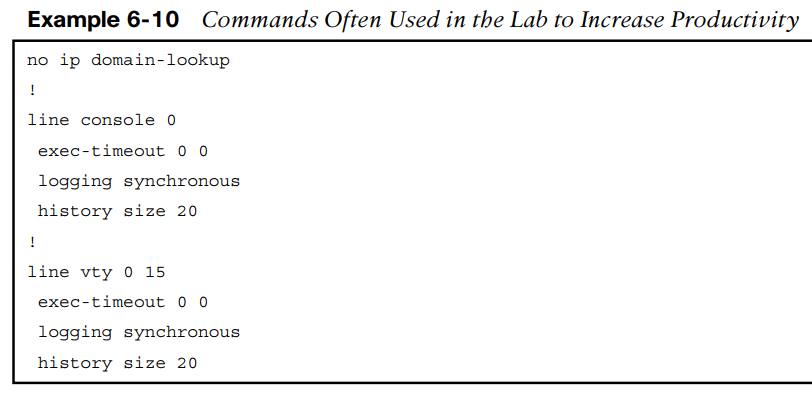 Example 6-10 Commands Often Used in the Lab to Increase Productivity
no ip domain-lookup
!
line console 0
 exec-timeout 0 0
 logging synchronous
 history size 20
!
line vty 0 15
 exec-timeout 0 0
 logging synchronous
 history size 20